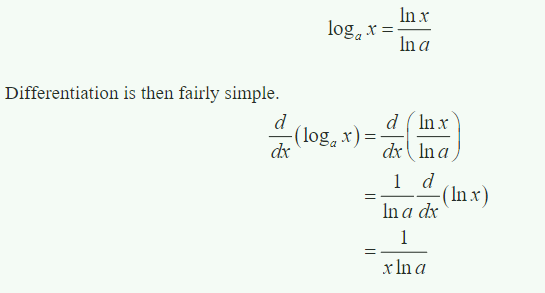 log_a x = ln x / ln a
Differentiation is then fairly simple.
d/dx (log_a x) = d/dx (ln x / ln a)
= 1/ln a d/dx (ln x)
= 1/x ln a